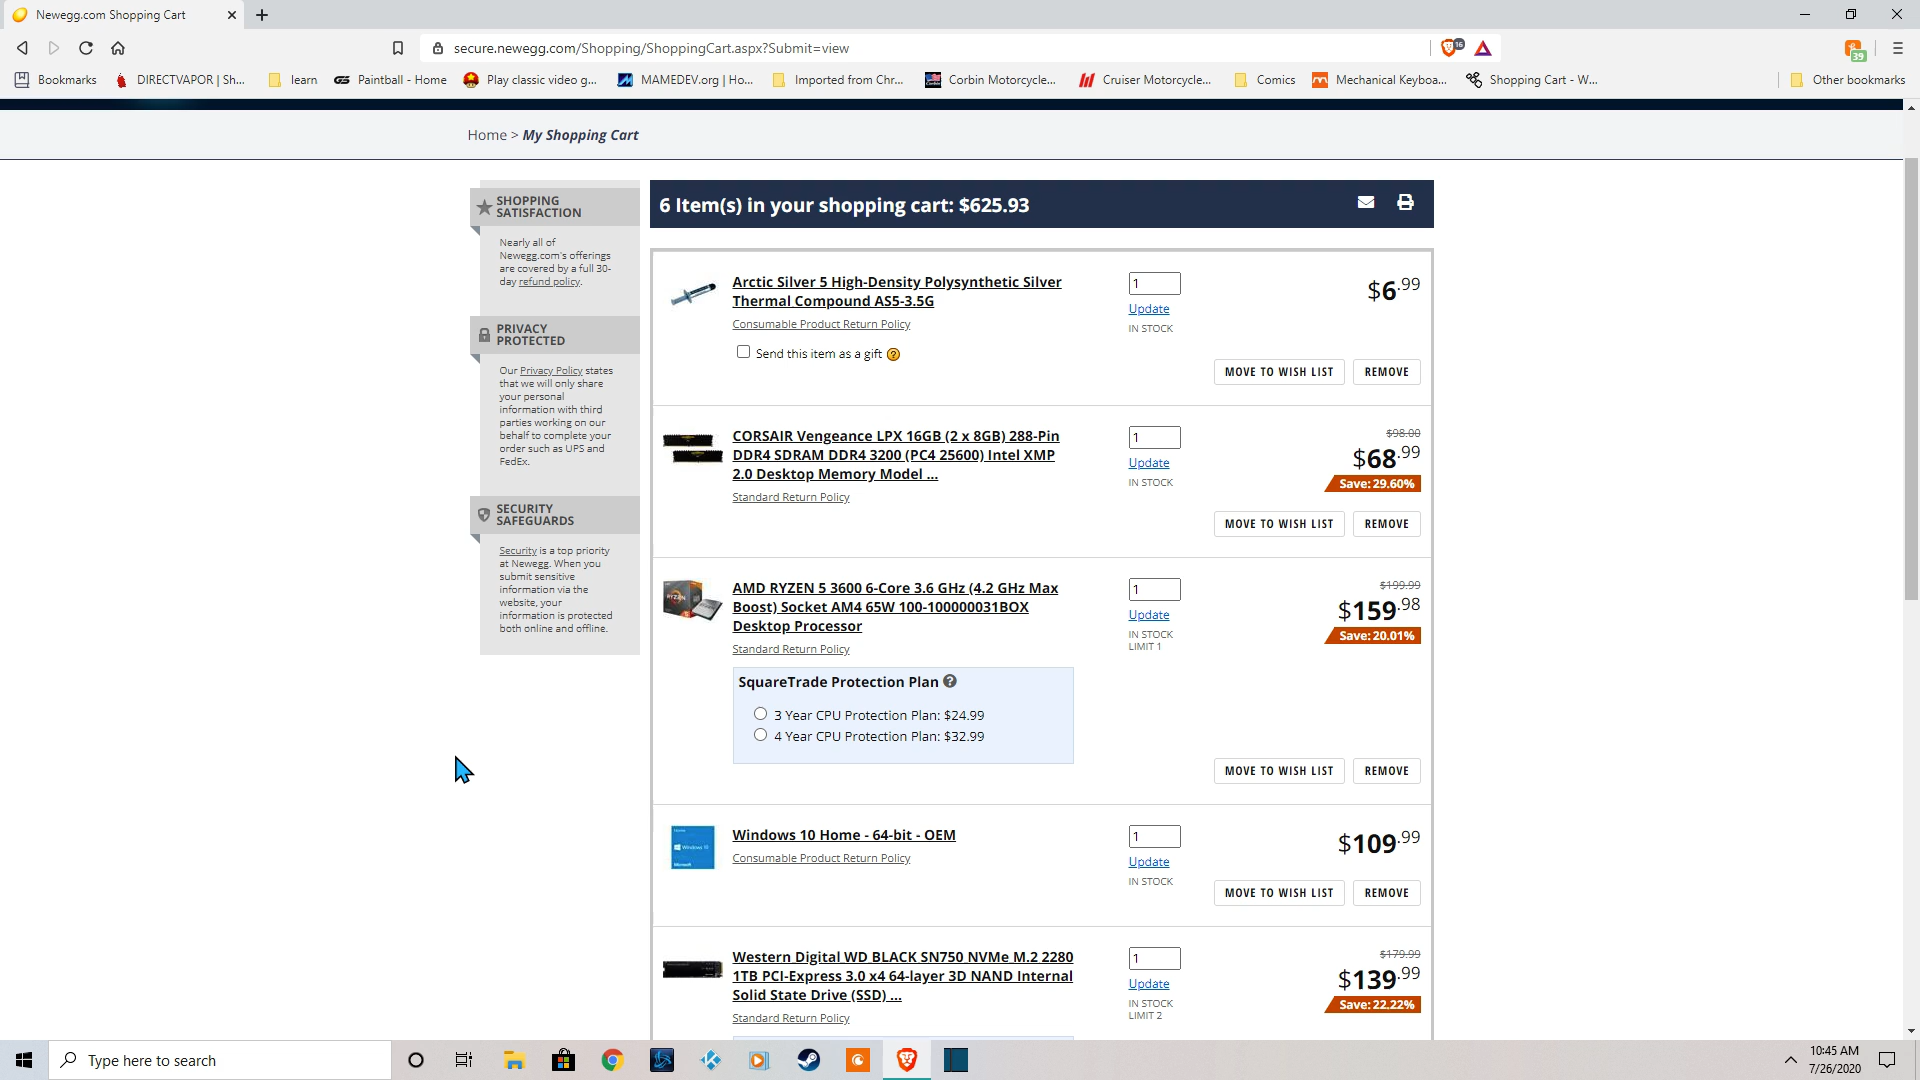 Newegg.com Shopping Cart
secure.newegg.com/Shopping/ShoppingCart.aspx?Submit=view
16
39
Bookmarks
DIRECTVAPOR | Sh...
learn
Paintball - Home
Play classic video g...
MAMEDEV.org | Ho...
Imported from Chr...
Corbin Motorcycle...
Cruiser Motorcycle...
Comics
Mechanical Keyboa...
Shopping Cart - W...
Other bookmarks
Home > My Shopping Cart
SHOPPING
SATISFACTION
Nearly all of
Newegg.com's offerings
are covered by a full 30-
day refund policy.
PRIVACY
PROTECTED
Our Privacy Policy states
that we will only share
your personal
information with third
parties working on our
behalf to complete your
order such as UPS and
FedEx.
SECURITY
SAFEGUARDS
Security is a top priority
at Newegg. When you
submit sensitive
information via the
website, your
information is protected
both online and offline.
6 Item(s) in your shopping cart: $625.93
Arctic Silver 5 High-Density Polysynthetic Silver
Thermal Compound AS5-3.5G
Consumable Product Return Policy
Send this item as a gift ?
1
Update
IN STOCK
$6.99
MOVE TO WISH LIST
REMOVE
CORSAIR Vengeance LPX 16GB (2 x 8GB) 288-Pin
DDR4 SDRAM DDR4 3200 (PC4 25600) Intel XMP
2.0 Desktop Memory Model ...
Standard Return Policy
1
Update
IN STOCK
$98.00
$68.99
Save: 29.60%
MOVE TO WISH LIST
REMOVE
RYZEN
AMD RYZEN 5 3600 6-Core 3.6 GHz (4.2 GHz Max
Boost) Socket AM4 65W 100-100000031BOX
Desktop Processor
Standard Return Policy
SquareTrade Protection Plan ?
3 Year CPU Protection Plan: $24.99
4 Year CPU Protection Plan: $32.99
1
Update
IN STOCK
LIMIT 1
$199.99
$159.98
Save: 20.01%
MOVE TO WISH LIST
REMOVE
Windows 10
Microsoft
Windows 10 Home - 64-bit - OEM
Consumable Product Return Policy
1
Update
IN STOCK
$109.99
MOVE TO WISH LIST
REMOVE
Western Digital WD BLACK SN750 NVMe M.2 2280
1TB PCI-Express 3.0 x4 64-layer 3D NAND Internal
Solid State Drive (SSD) ...
Standard Return Policy
1
Update
IN STOCK
LIMIT 2
$179.99
$139.99
Save: 22.22%
Type here to search
10:45 AM
7/26/2020